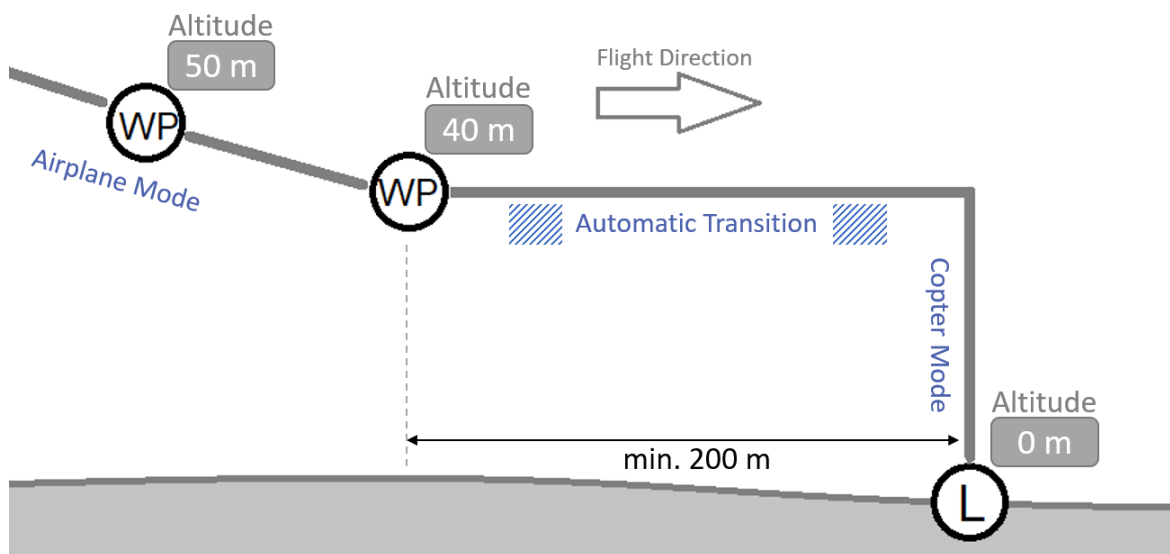 Altitude
50 m
WP
Airplane Mode
Altitude
40 m
WP
Flight Direction
Automatic Transition
Copter Mode
Altitude
0 m
min. 200 m
L